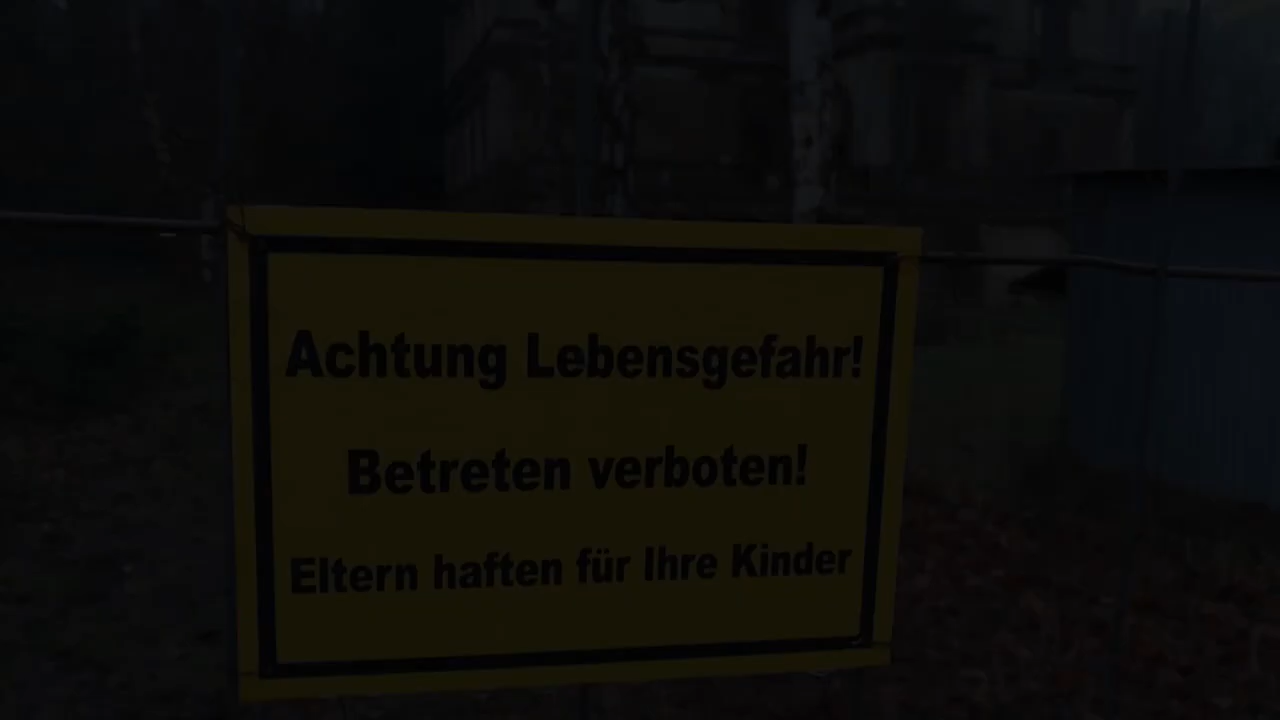 Achtung Lebensgefahr!
Betreten verboten!
Eltern haften für Ihre Kinder